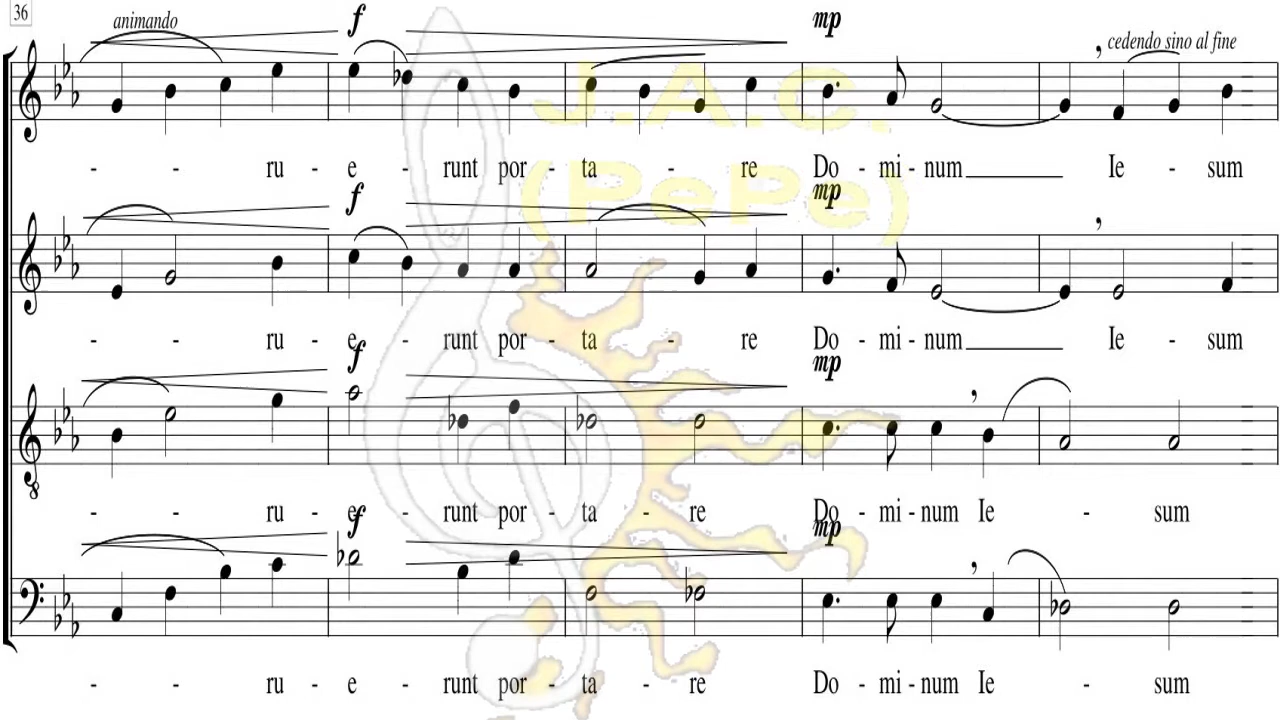 36
animando
f
mp
cedendo sino al fine
J.A.C.
- - ru - e - runt por - ta - re Do - mi - num Ie - sum
(PePe)
f
mp
- - ru - e - runt por - ta - re Do - mi - num Ie - sum
f
mp
8
- - ru - e - runt por - ta - re Do - mi - num Ie - sum
f
mp
- - ru - e - runt por - ta - re Do - mi - num Ie - sum